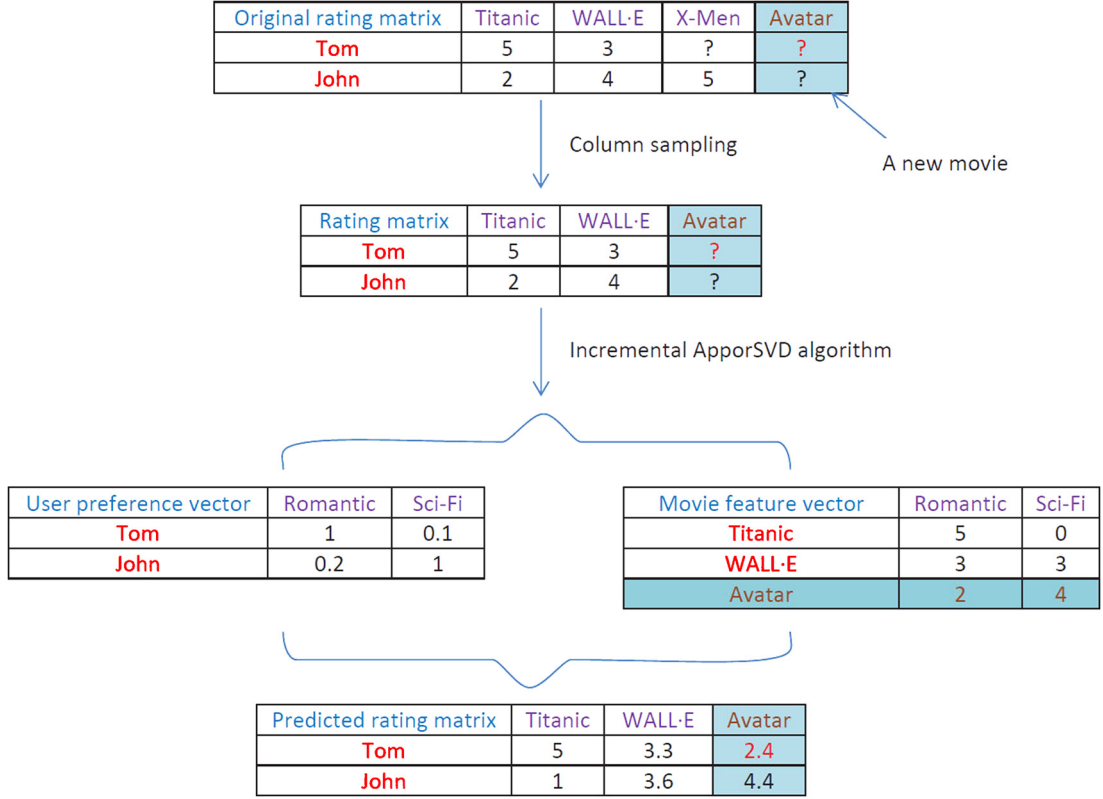 Original rating matrix Titanic WALL·E X-Men Avatar
Tom 5 3 ? ?
John 2 4 5 ?
Column sampling
A new movie
Rating matrix Titanic WALL·E Avatar
Tom 5 3 ?
John 2 4 ?
Incremental ApporSVD algorithm
User preference vector Romantic Sci-Fi
Tom 1 0.1
John 0.2 1
Movie feature vector Romantic Sci-Fi
Titanic 5 0
WALL·E 3 3
Avatar 2 4
Predicted rating matrix Titanic WALL·E Avatar
Tom 5 3.3 2.4
John 1 3.6 4.4